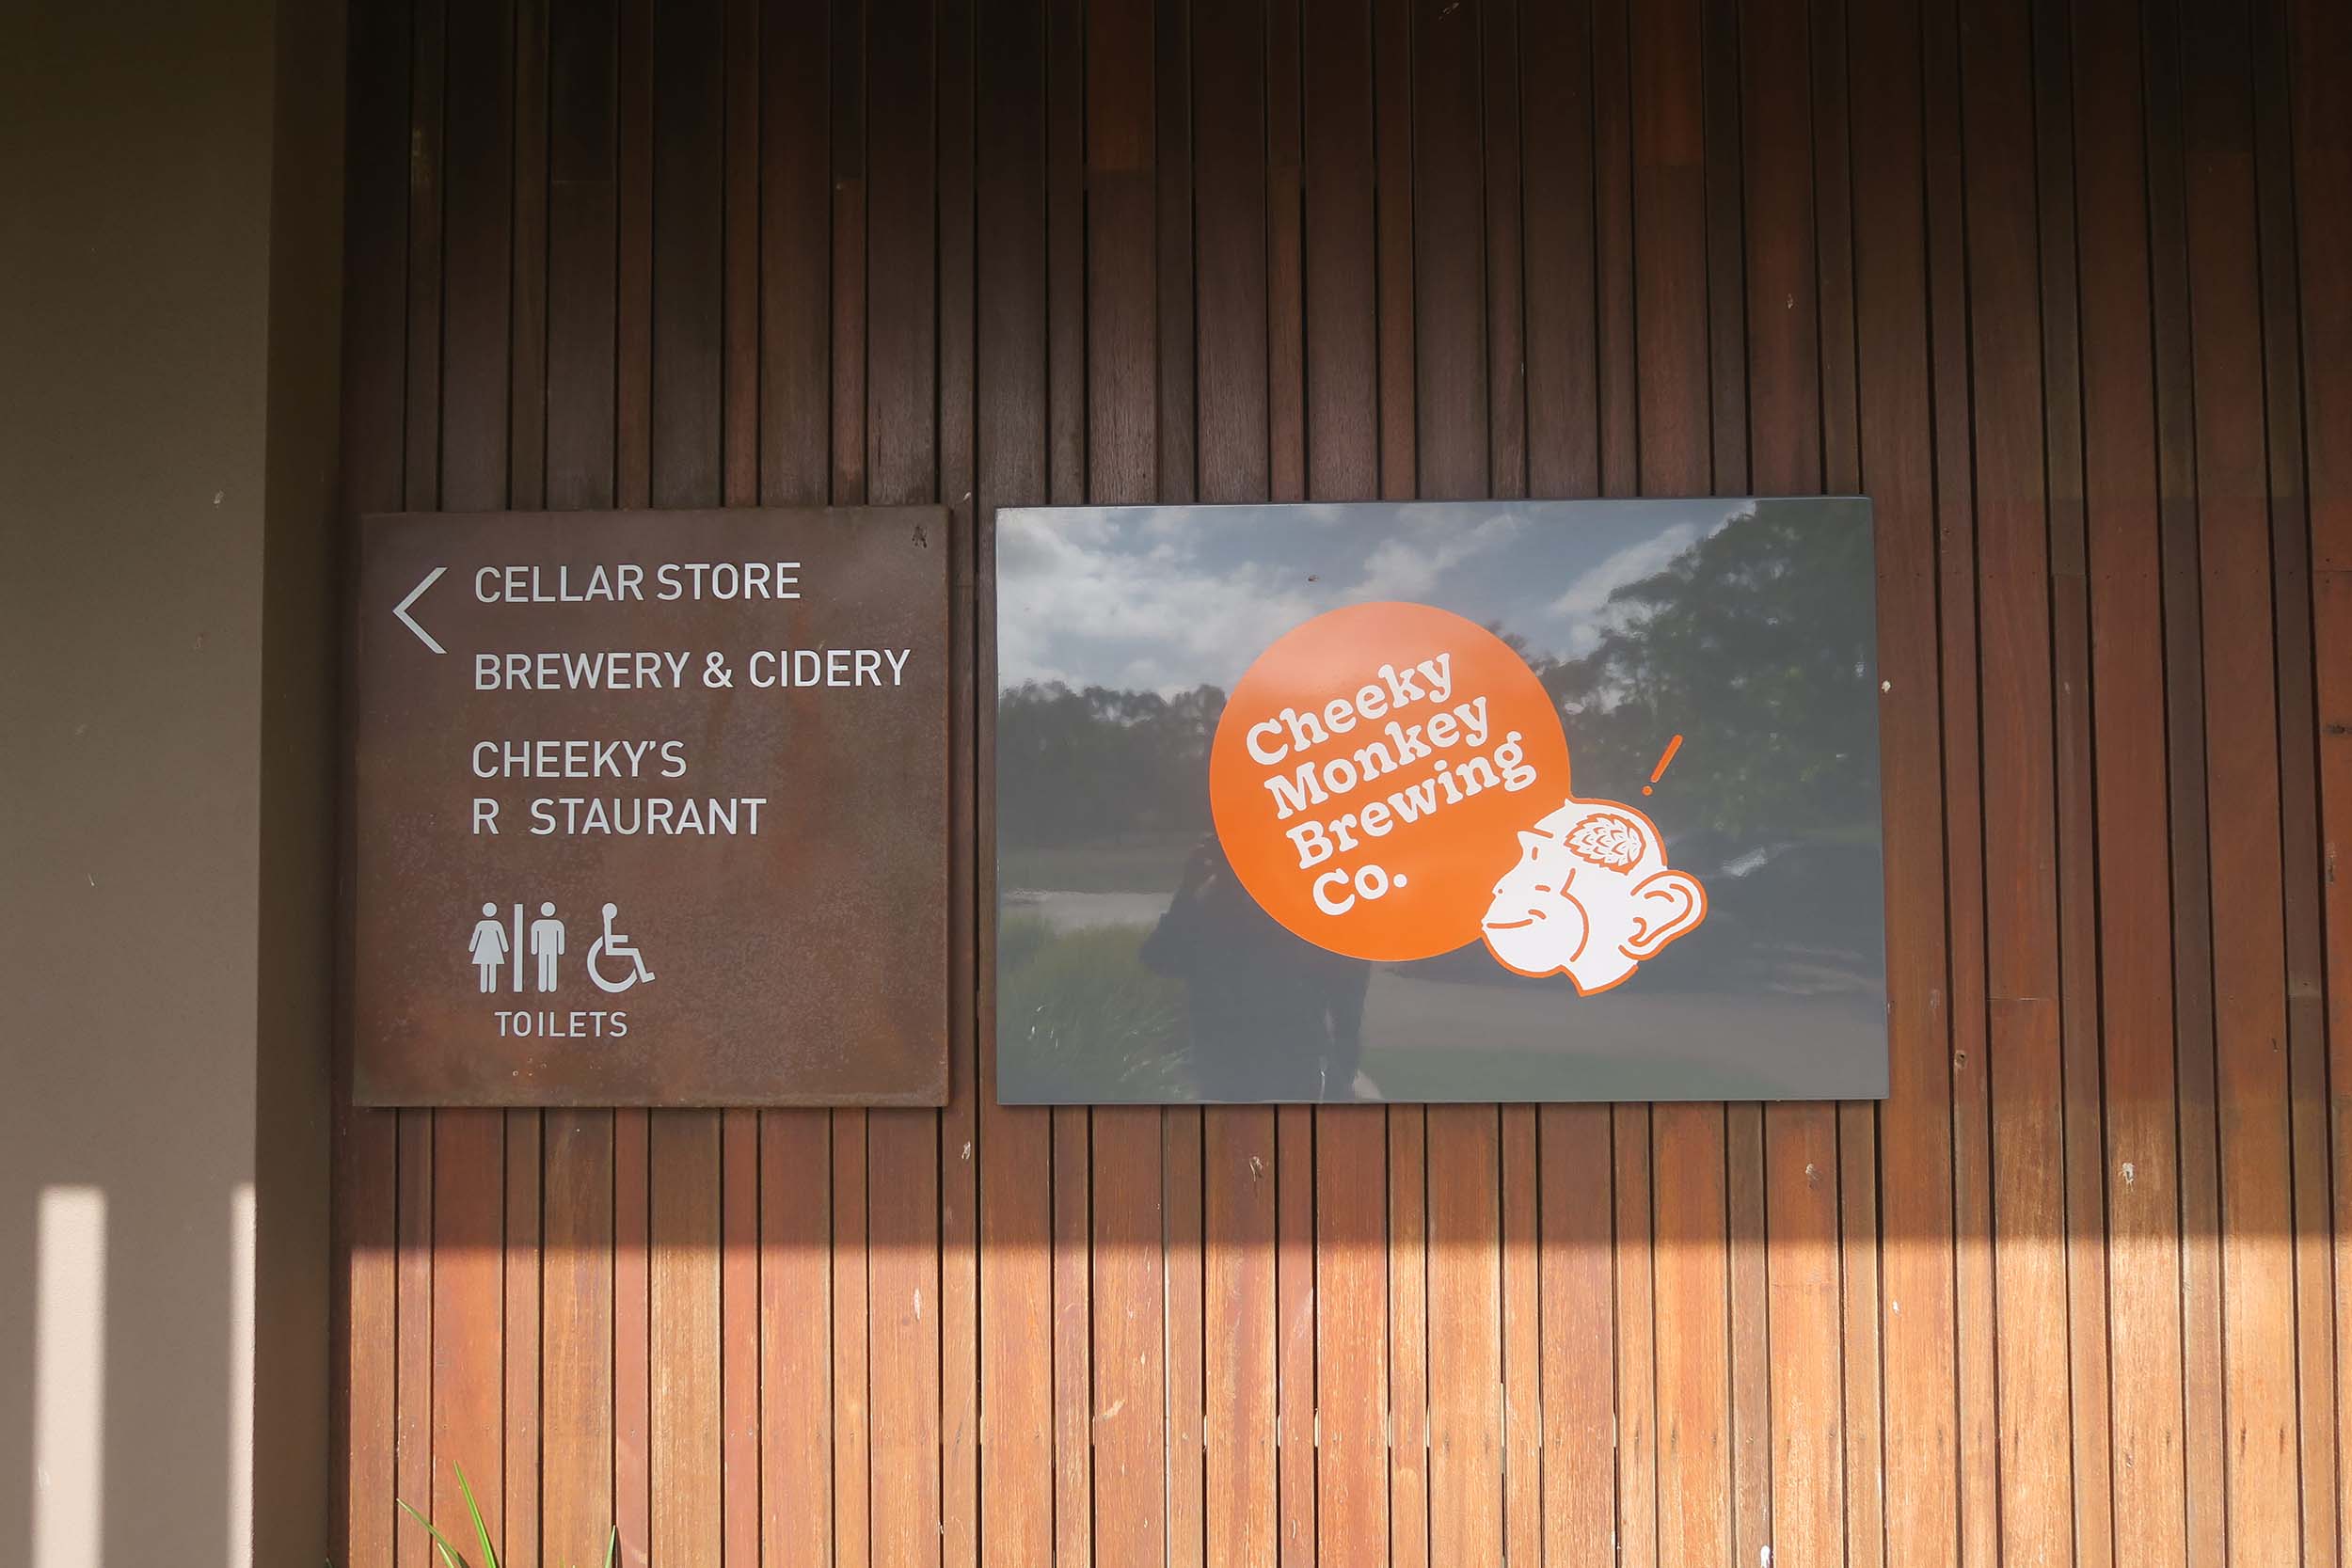 CELLAR STORE
BREWERY & CIDERY
CHEEKY'S
R STAURANT
TOILETS
Cheeky
Monkey
Brewing
Co.
!